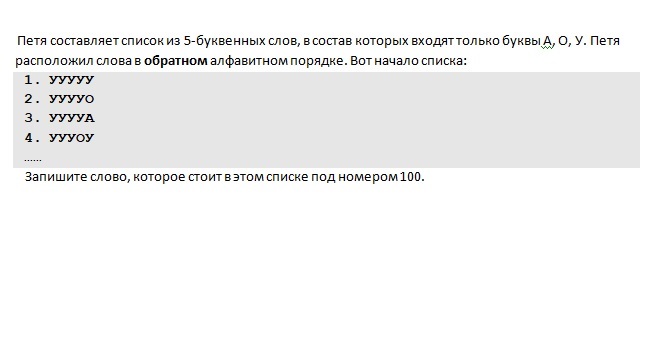 Петя составляет список из 5-буквенных слов, в состав которых входят только буквы А, О, У. Петя
расположил слова в обратном алфавитном порядке. Вот начало списка:
1. УУУУУ
2. УУУУО
3. УУУУА
4. УУУОУ
......
Запишите слово, которое стоит в этом списке под номером 100.